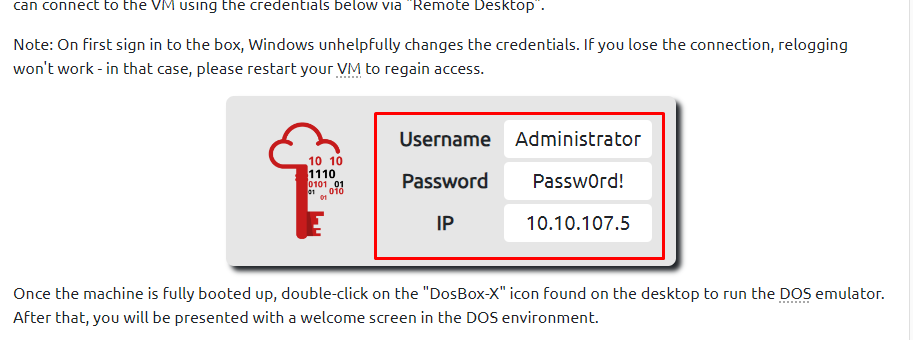 can connect to the VM using the credentials below via "Remote Desktop".
Note: On first sign in to the box, Windows unhelpfully changes the credentials. If you lose the connection, relogging
won't work - in that case, please restart your VM to regain access.
10 10
1110
0101 01
01 010
01
Username Administrator
Password Passw0rd!
IP 10.10.107.5
Once the machine is fully booted up, double-click on the "DosBox-X" icon found on the desktop to run the DOS emulator.
After that, you will be presented with a welcome screen in the DOS environment.